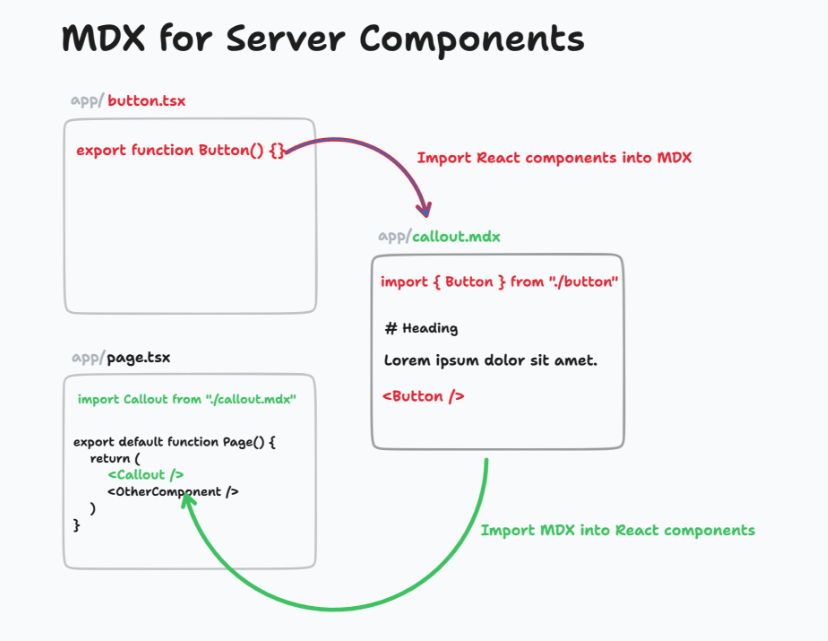 MDX for Server Components
app/button.tsx
export function Button() {}
Import React components into MDX
app/callout.mdx
import { Button } from "./button"
# Heading
Lorem ipsum dolor sit amet.
<Button />
app/page.tsx
import Callout from "./callout.mdx"
export default function Page() {
return (
<Callout />
<OtherComponent />
)
}
Import MDX into React components